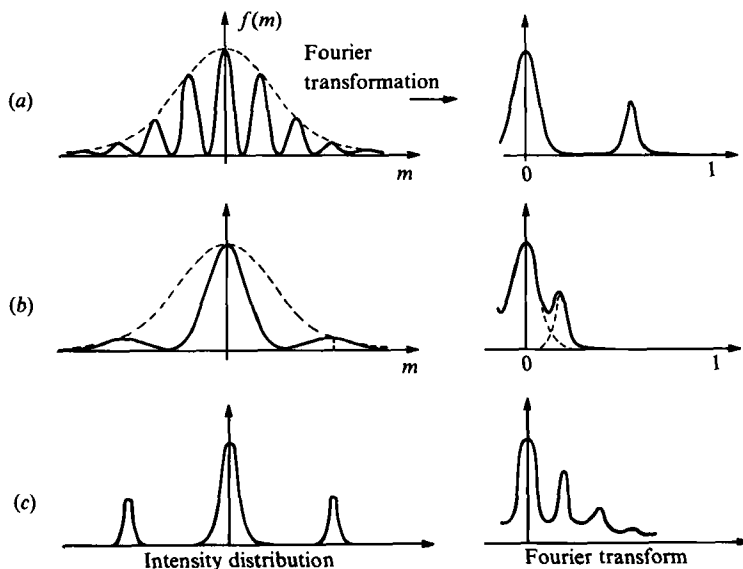 f(m)
Fourier
transformation
(a)
m
0
1
(b)
m
0
1
(c)
Intensity distribution
Fourier transform